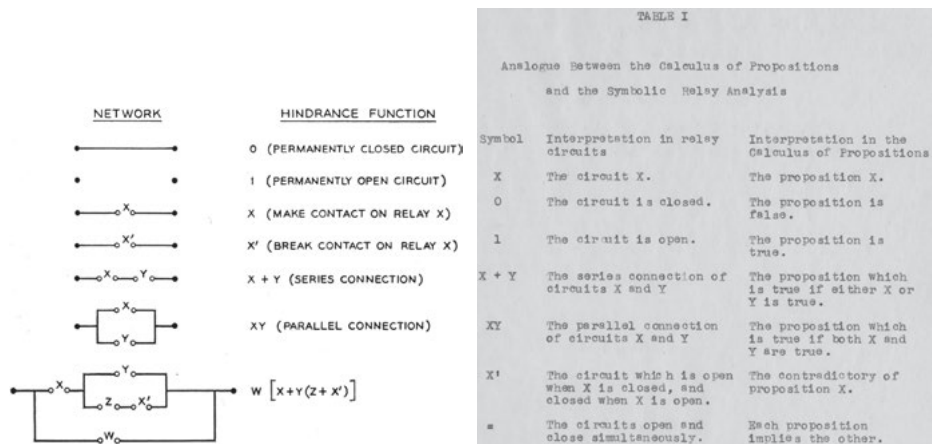 NETWORK HINDRANCE FUNCTION
0 (PERMANENTLY CLOSED CIRCUIT)
1 (PERMANENTLY OPEN CIRCUIT)
X X (MAKE CONTACT ON RELAY X)
X' X' (BREAK CONTACT ON RELAY X)
X Y X + Y (SERIES CONNECTION)
X
Y
XY (PARALLEL CONNECTION)
Y
X
Z X'
W [X+Y(Z+X')]
W
TABLE I
Analogue Between the Calculus of Propositions
and the Symbolic Relay Analysis
Symbol Interpretation in relay Interpretation in the
circuits Calculus of Propositions
X The circuit X. The proposition X.
0 The circuit is closed. The proposition is
false.
1 The circuit is open. The proposition is
true.
X + Y The series connection of The proposition which
circuits X and Y is true if either X or
Y is true.
XY The parallel connection The proposition which
of circuits X and Y is true if both X and
Y are true.
X' The circuit which is open The contradictory of
when X is closed, and proposition X.
closed when X is open.
= The circuits open and Each proposition
close simultaneously. implies the other.